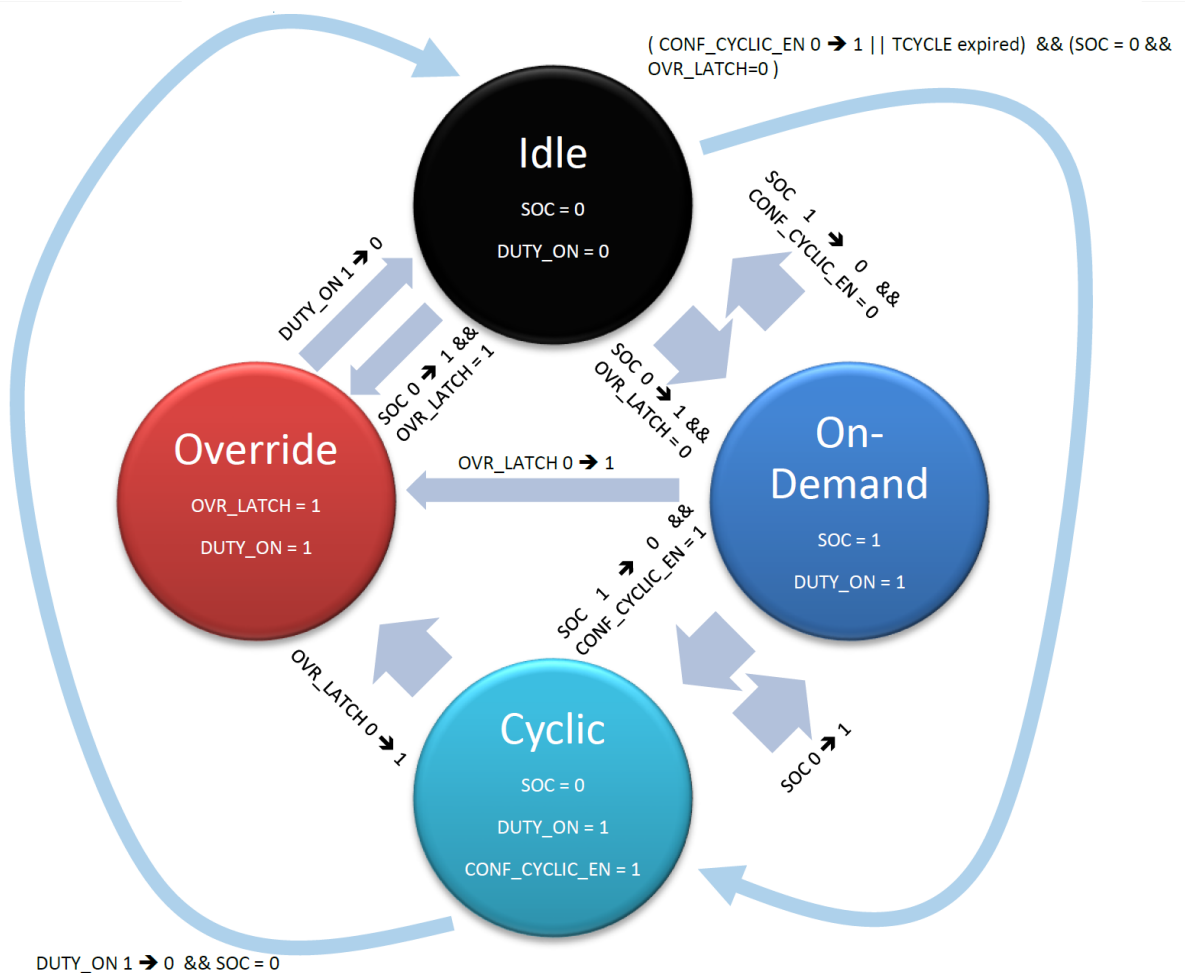 ( CONF_CYCLIC_EN 0 ➔ 1 || TCYCLE expired) && (SOC = 0 &&
OVR_LATCH=0 )
Idle
SOC = 0
DUTY_ON = 0
SOC 1 ➔ 0 &&
CONF_CYCLIC_EN = 0
DUTY_ON 1 ➔ 0
SOC 0 ➔ 1 &&
OVR_LATCH = 1
SOC 0 ➔ 1 &&
OVR_LATCH = 0
Override
OVR_LATCH = 1
DUTY_ON = 1
OVR_LATCH 0 ➔ 1
On-
Demand
SOC = 1
DUTY_ON = 1
SOC 1 ➔ 0 &&
CONF_CYCLIC_EN = 1
OVR_LATCH 0 ➔ 1
Cyclic
SOC = 0
DUTY_ON = 1
CONF_CYCLIC_EN = 1
SOC 0 ➔ 1
DUTY_ON 1 ➔ 0 && SOC = 0